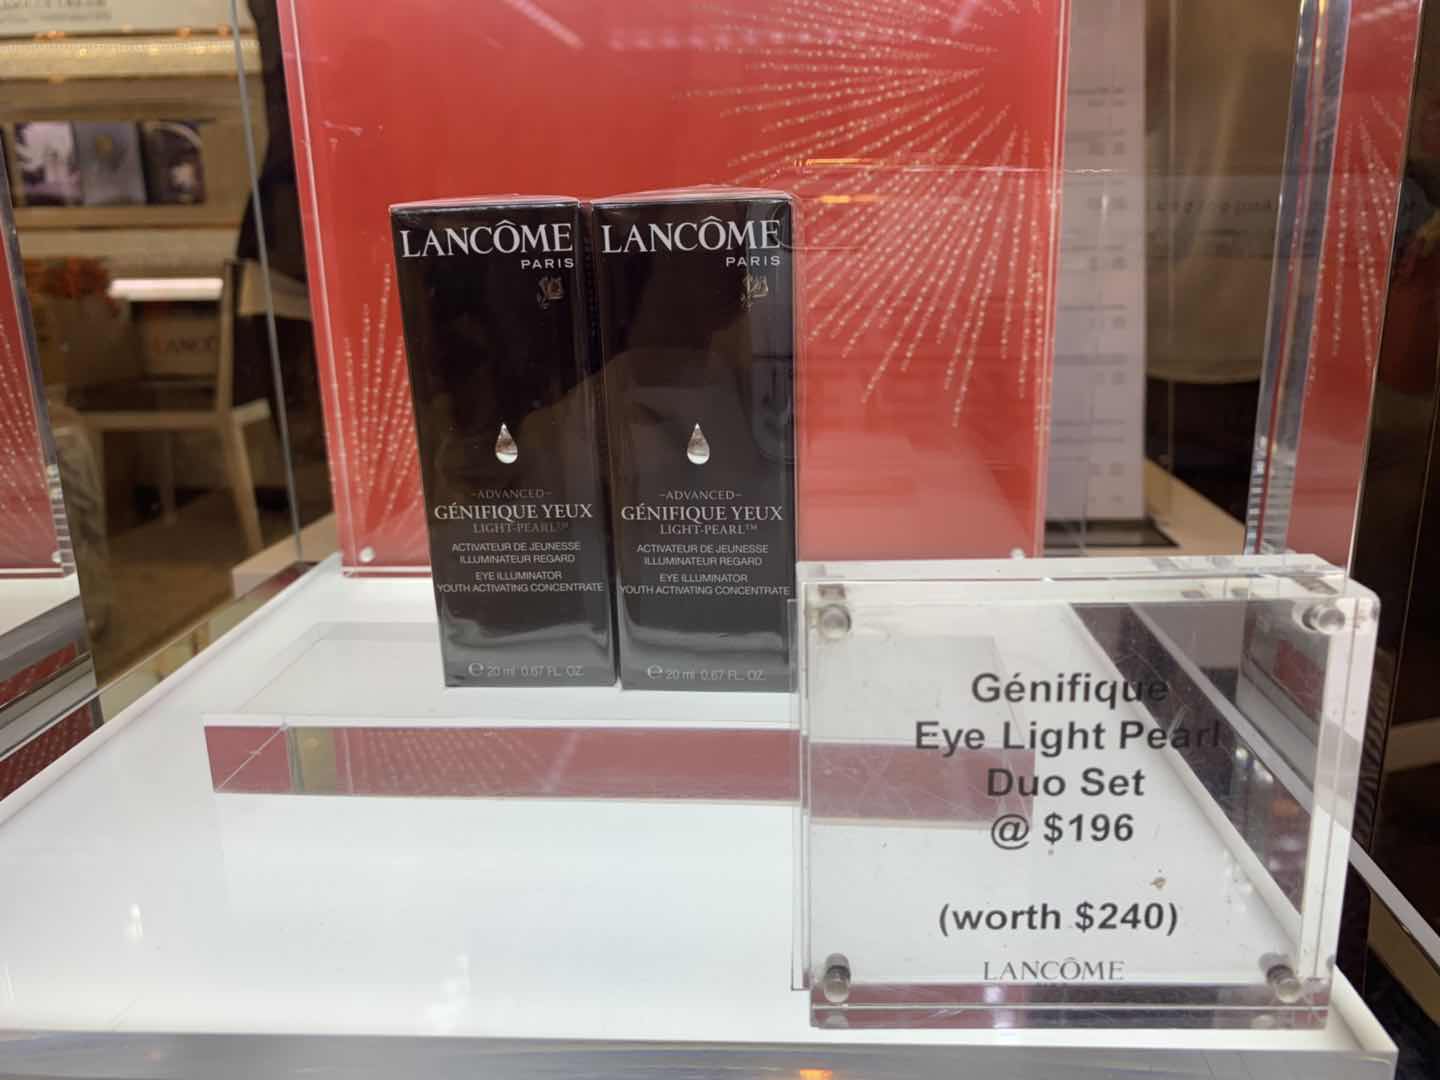 LANCÔME
PARIS
-ADVANCED-
GÉNIFIQUE YEUX
LIGHT-PEARL™
ACTIVATEUR DE JEUNESSE
ILLUMINATEUR REGARD
EYE ILLUMINATOR
YOUTH ACTIVATING CONCENTRATE
℮ 20 ml 0.67 FL. OZ.
LANCÔME
PARIS
-ADVANCED-
GÉNIFIQUE YEUX
LIGHT-PEARL™
ACTIVATEUR DE JEUNESSE
ILLUMINATEUR REGARD
EYE ILLUMINATOR
YOUTH ACTIVATING CONCENTRATE
℮ 20 ml 0.67 FL. OZ.
Génifique
Eye Light Pearl
Duo Set
@ $196
(worth $240)
LANCÔME